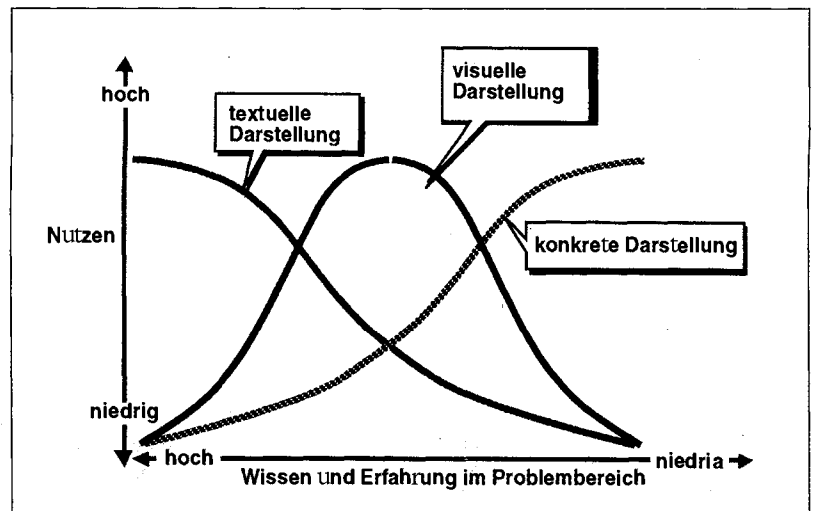 hoch
textuelle
Darstellung
visuelle
Darstellung
Nutzen
konkrete Darstellung
niedrig
hoch
niedria
Wissen und Erfahrung im Problembereich